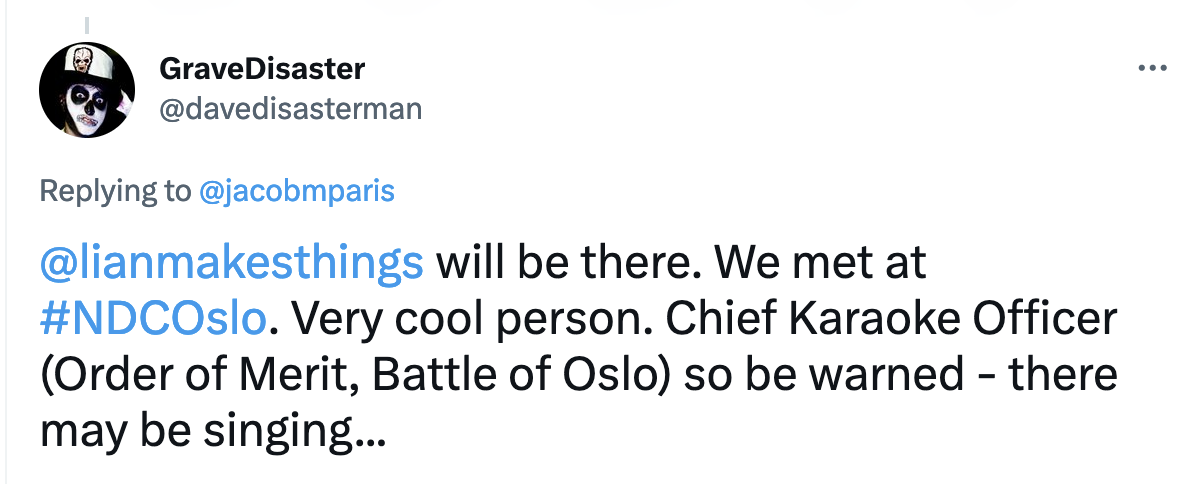 GraveDisaster
@davedisasterman
Replying to @jacobmparis
@lianmakesthings will be there. We met at
#NDCOslo. Very cool person. Chief Karaoke Officer
(Order of Merit, Battle of Oslo) so be warned - there
may be singing...